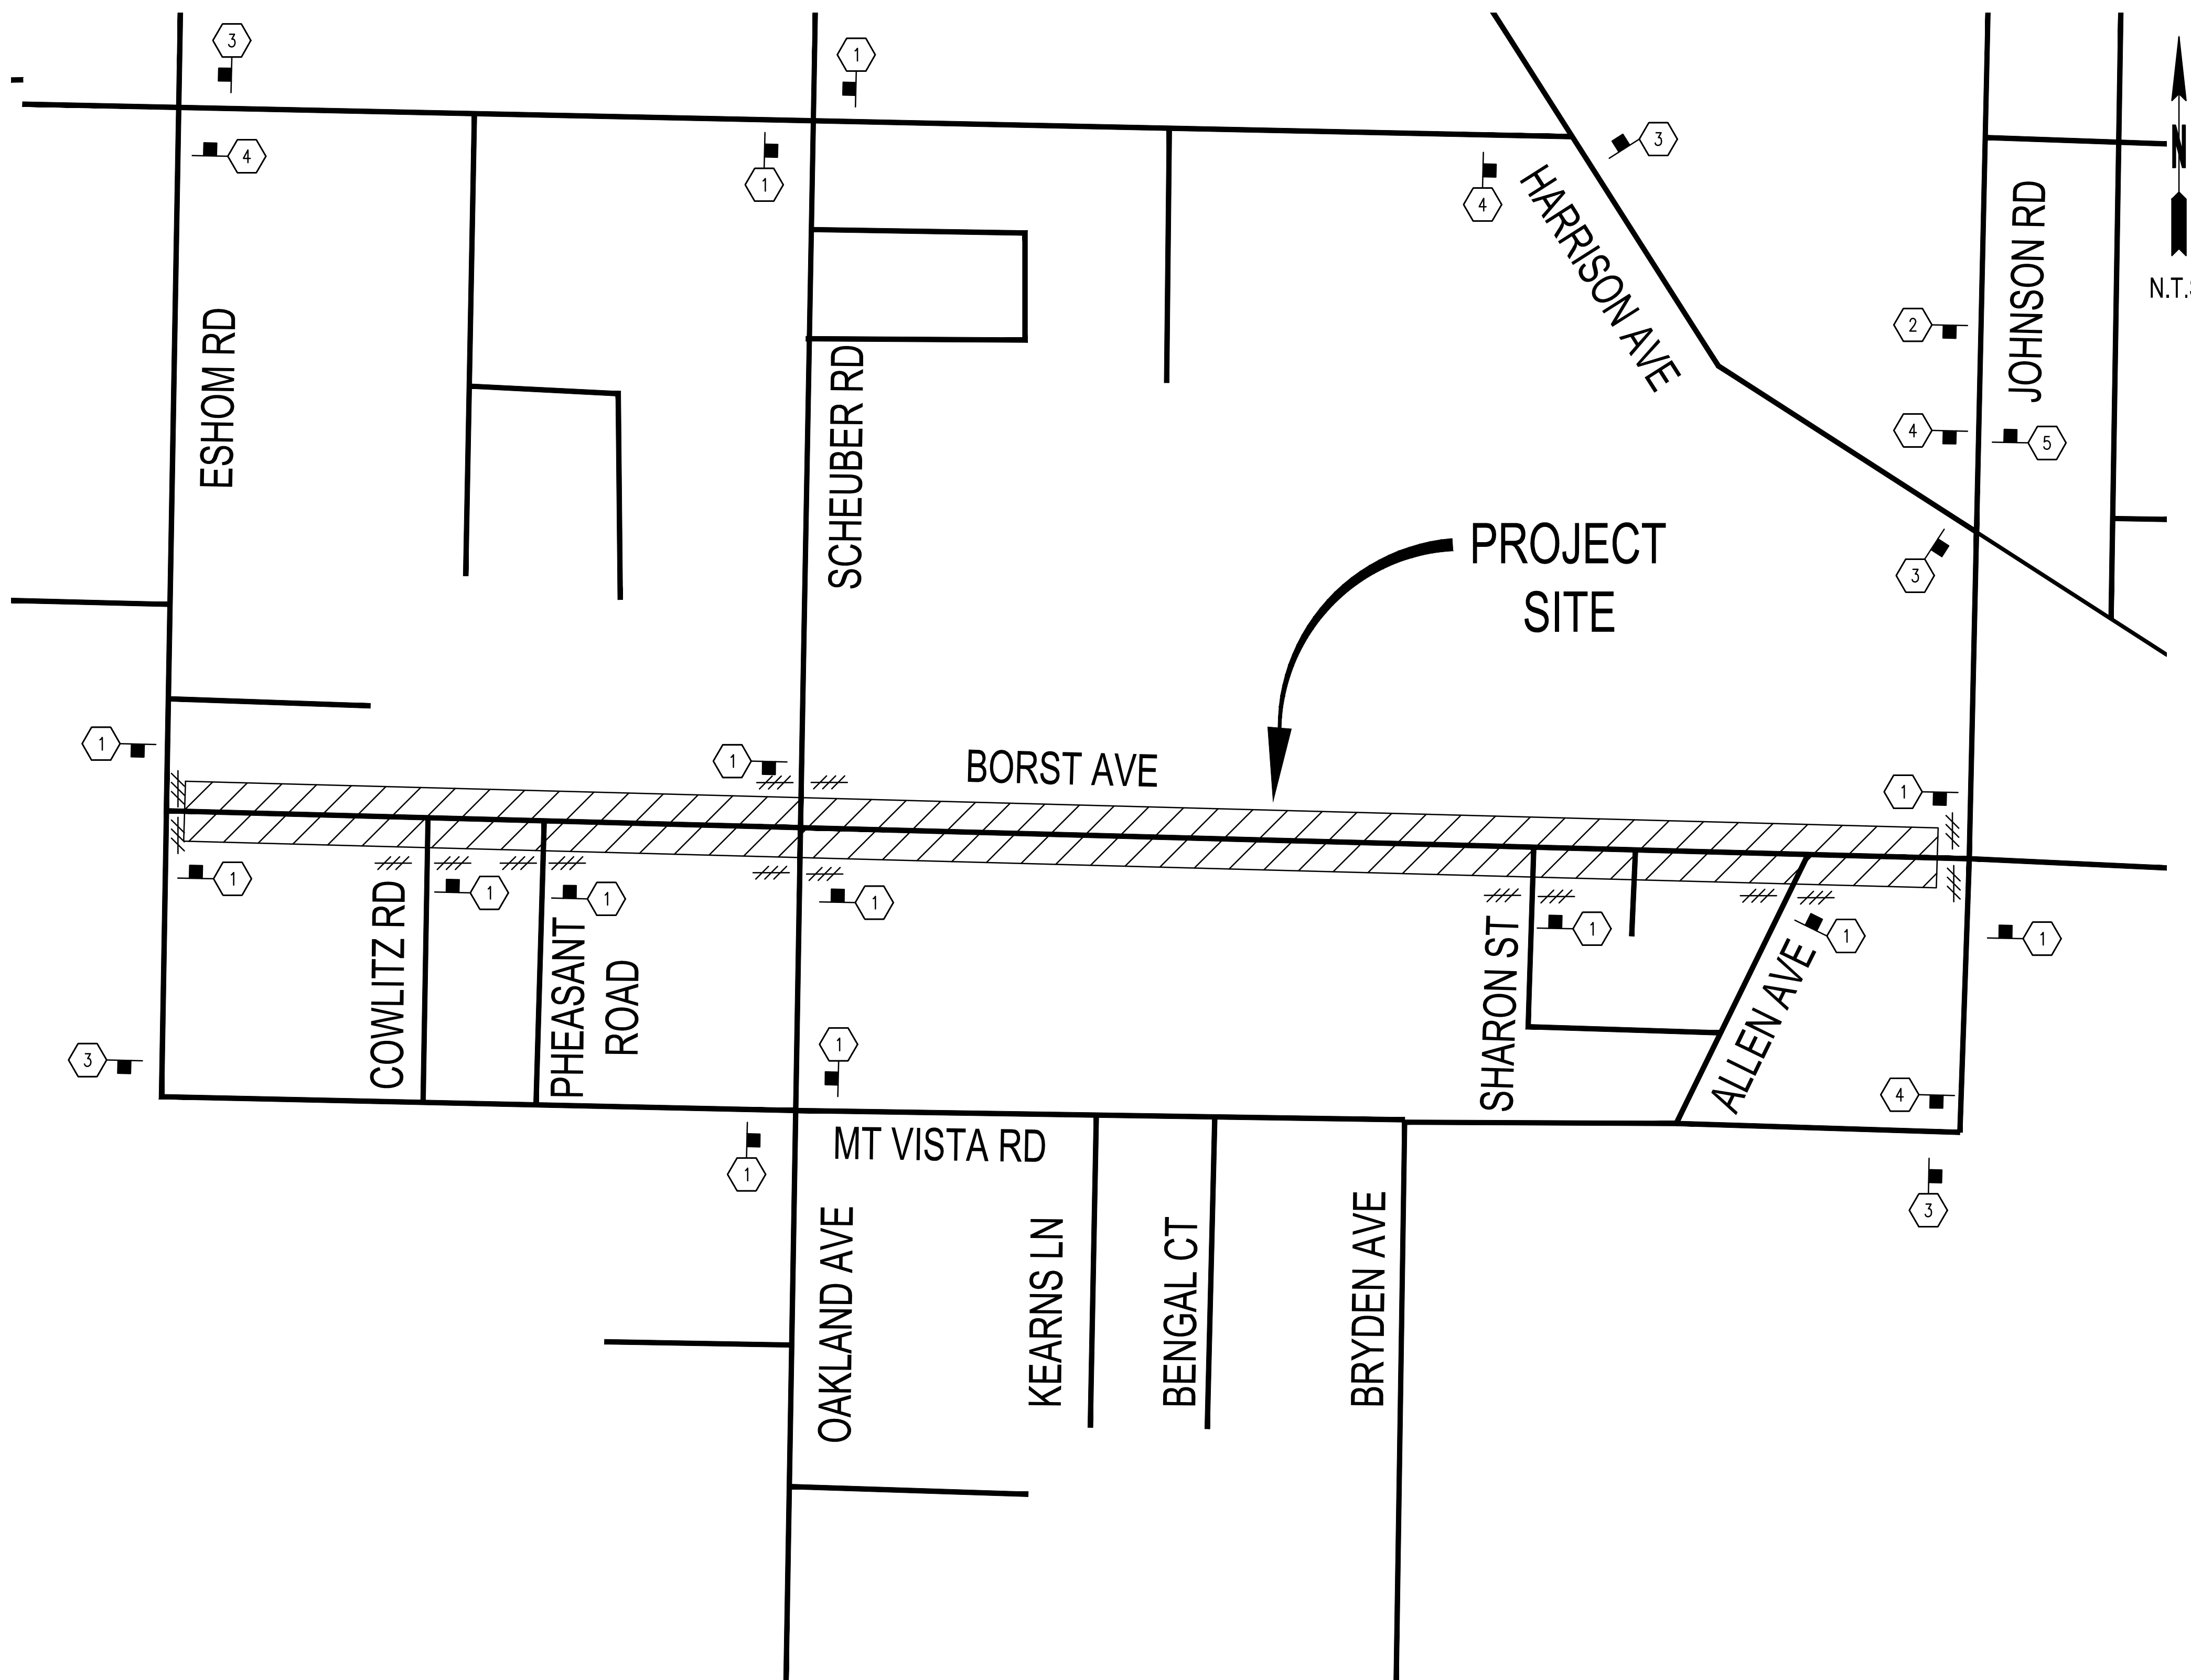 3
1
N
N.T.S
3
4
1
4
HARRISON AVE
JOHNSON RD
2
ESHOM RD
SCHEUBER RD
4
5
PROJECT
SITE
3
1
1
BORST AVE
1
1
1
1
1
1
1
1
COWLITZ RD
PHEASANT
ROAD
SHARON ST
ALLEN AVE
3
1
4
MT VISTA RD
1
3
OAKLAND AVE
KEARNS LN
BENGAL CT
BRYDEN AVE